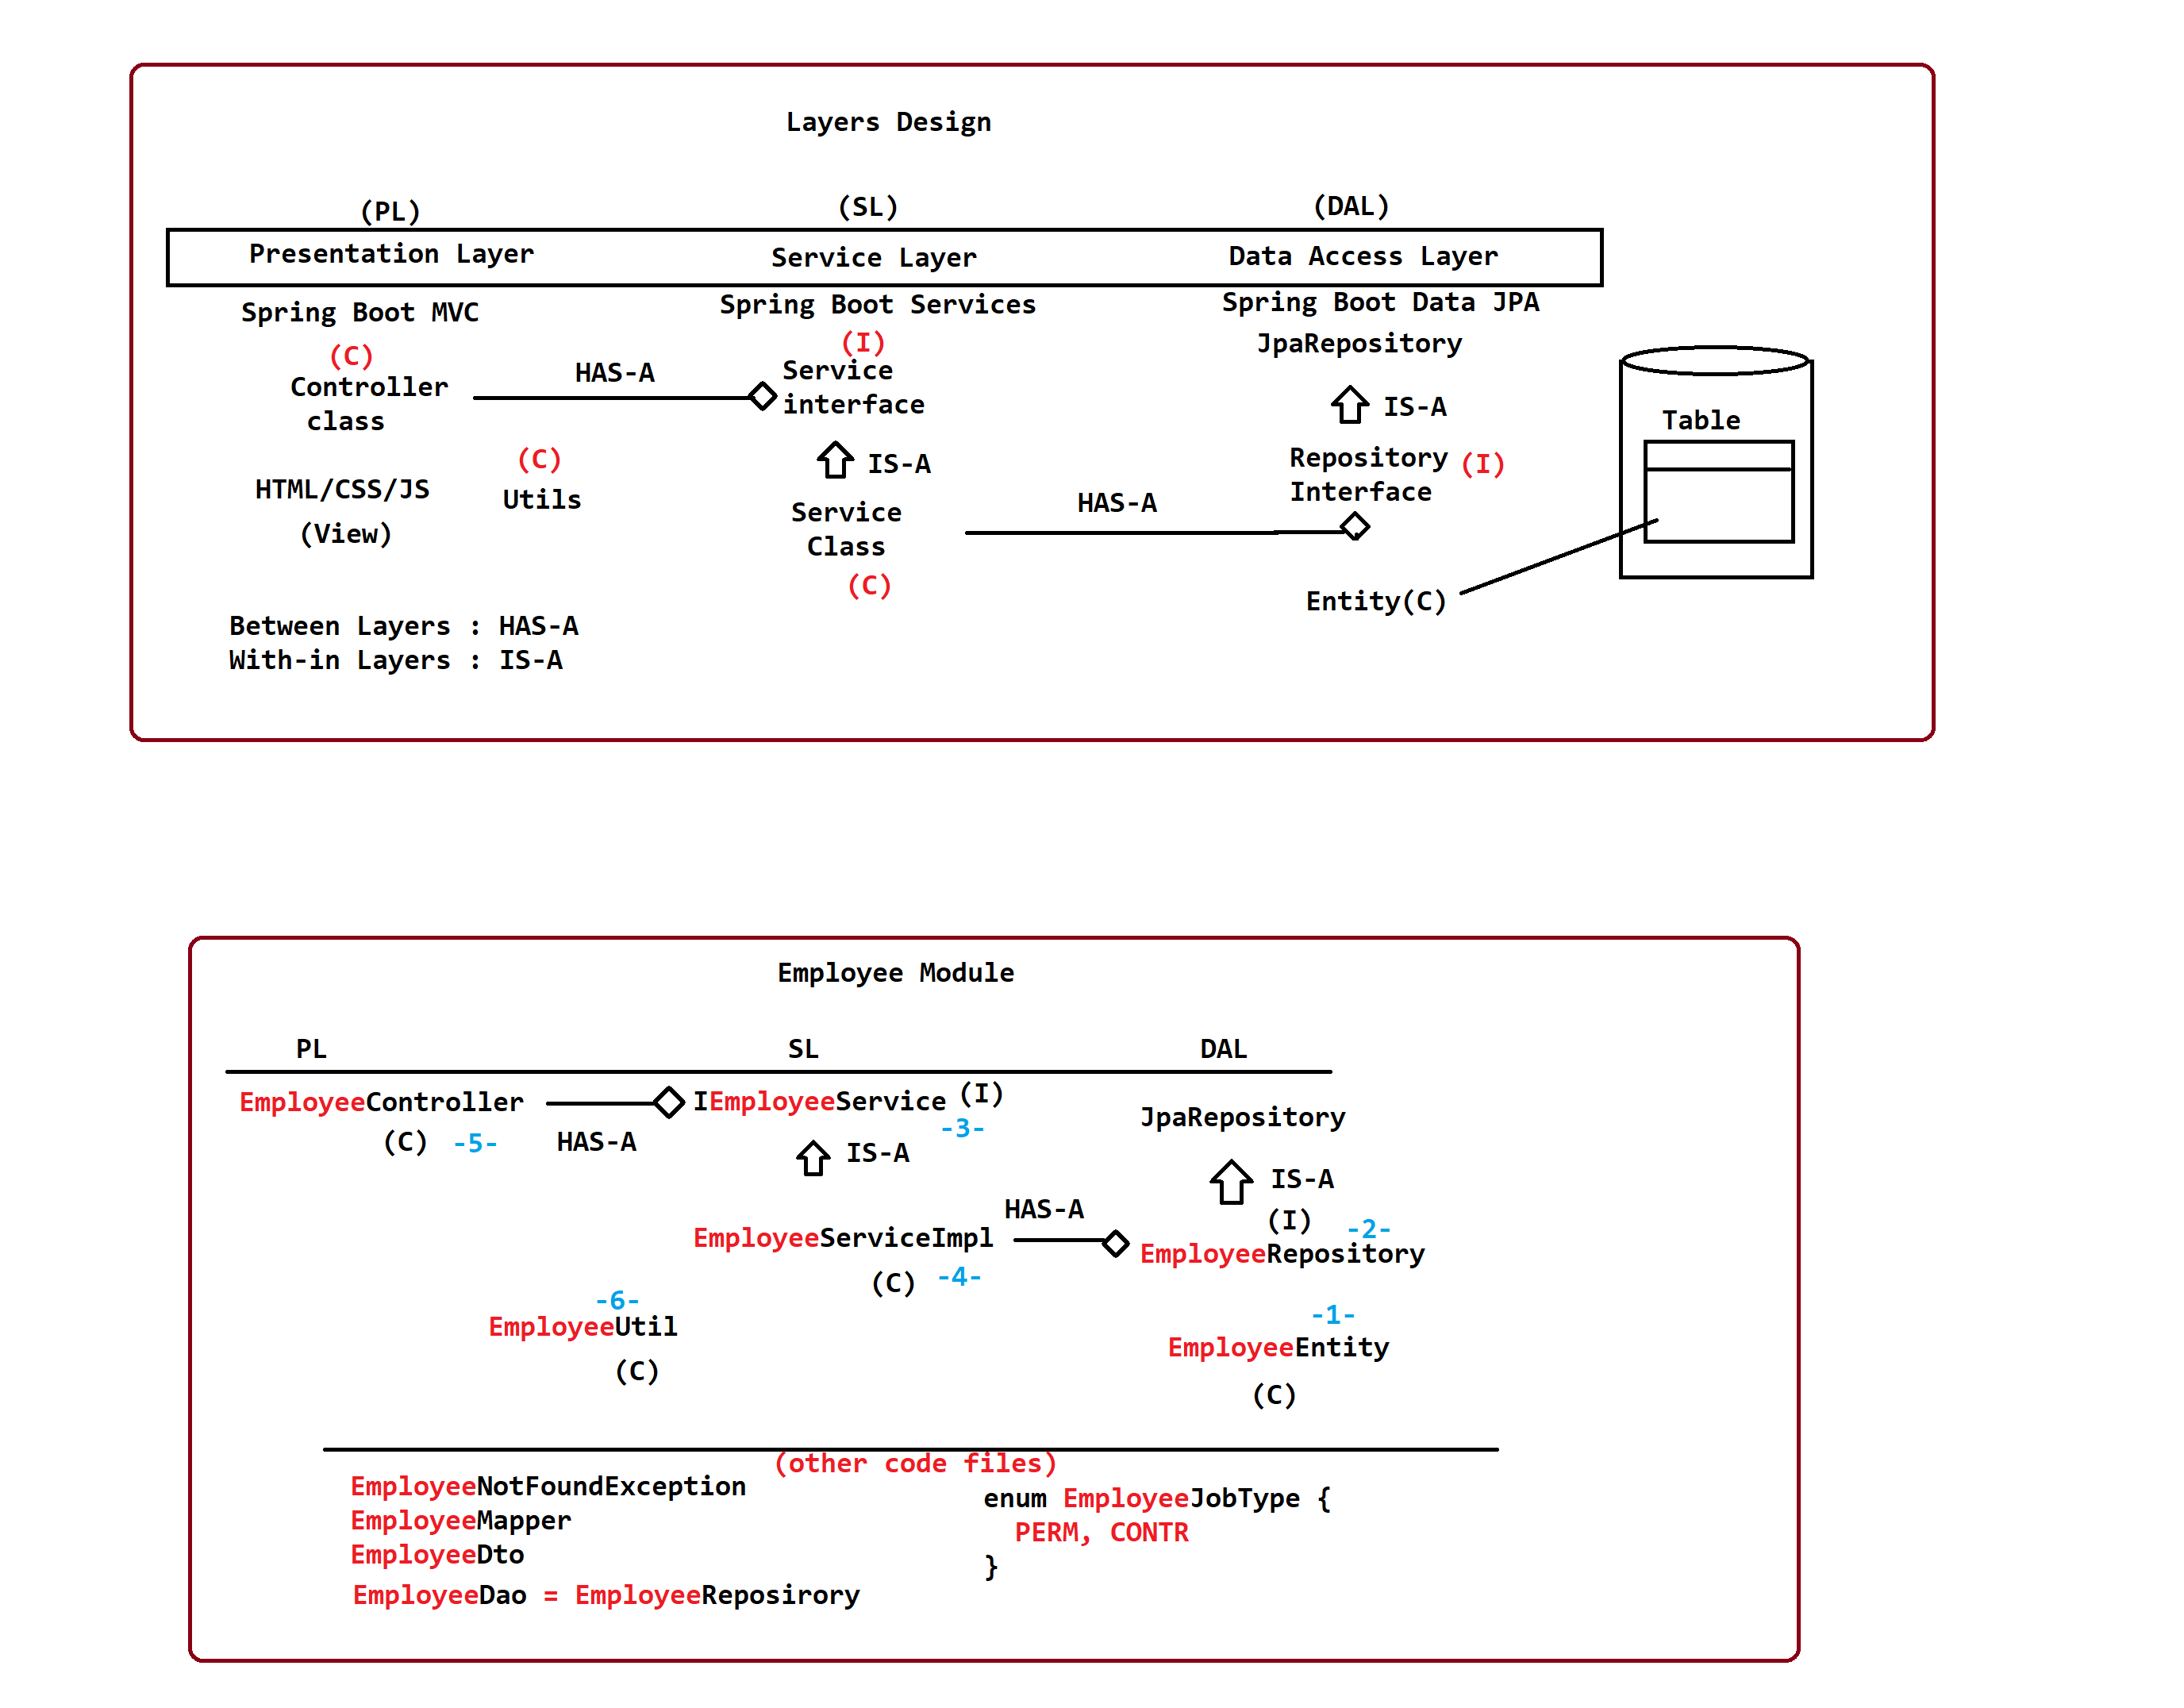 Layers Design
(PL)
(SL)
(DAL)
Presentation Layer
Service Layer
Data Access Layer
Spring Boot MVC
Spring Boot Services
Spring Boot Data JPA
(C)
Controller
class
HAS-A
(I)
Service
interface
JpaRepository
IS-A
IS-A
Repository
Interface
(I)
Table
HTML/CSS/JS
(View)
(C)
Utils
Service
Class
(C)
HAS-A
Entity(C)
Between Layers : HAS-A
With-in Layers : IS-A
Employee Module
PL
SL
DAL
EmployeeController
(C) -5-
HAS-A
IEmployeeService (I)
-3-
IS-A
JpaRepository
IS-A
(I) -2-
EmployeeRepository
EmployeeServiceImpl
(C) -4-
HAS-A
-6-
EmployeeUtil
(C)
-1-
EmployeeEntity
(C)
(other code files)
EmployeeNotFoundException
EmployeeMapper
EmployeeDto
EmployeeDao = EmployeeReposirory
enum EmployeeJobType {
PERM, CONTR
}